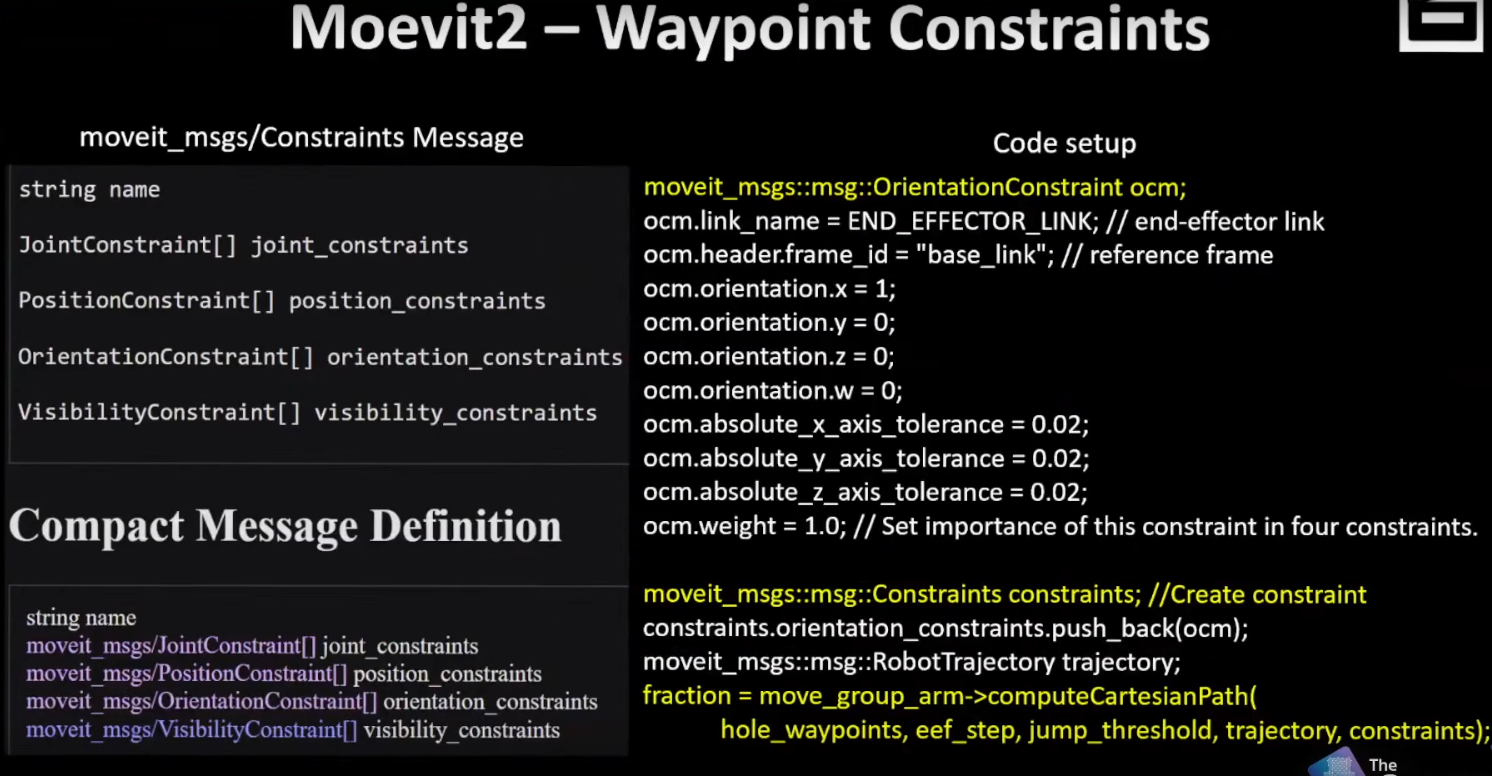 Moevit2 – Waypoint Constraints
moveit_msgs/Constraints Message
string name
JointConstraint[] joint_constraints
PositionConstraint[] position_constraints
OrientationConstraint[] orientation_constraints
VisibilityConstraint[] visibility_constraints
Compact Message Definition
string name
moveit_msgs/JointConstraint[] joint_constraints
moveit_msgs/PositionConstraint[] position_constraints
moveit_msgs/OrientationConstraint[] orientation_constraints
moveit_msgs/VisibilityConstraint[] visibility_constraints
Code setup
moveit_msgs::msg::OrientationConstraint ocm;
ocm.link_name = END_EFFECTOR_LINK; // end-effector link
ocm.header.frame_id = "base_link"; // reference frame
ocm.orientation.x = 1;
ocm.orientation.y = 0;
ocm.orientation.z = 0;
ocm.orientation.w = 0;
ocm.absolute_x_axis_tolerance = 0.02;
ocm.absolute_y_axis_tolerance = 0.02;
ocm.absolute_z_axis_tolerance = 0.02;
ocm.weight = 1.0; // Set importance of this constraint in four constraints.
moveit_msgs::msg::Constraints constraints; //Create constraint
constraints.orientation_constraints.push_back(ocm);
moveit_msgs::msg::RobotTrajectory trajectory;
fraction = move_group_arm->computeCartesianPath(
hole_waypoints, eef_step, jump_threshold, trajectory, constraints);
The